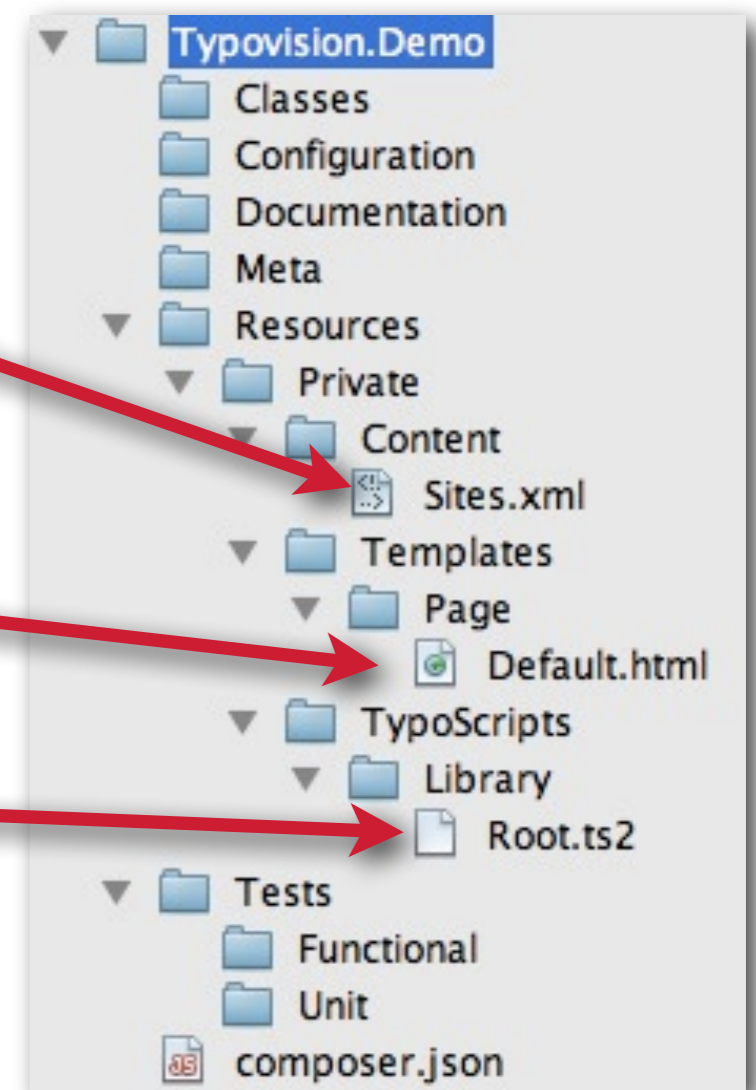 Typovision.Demo
Classes
Configuration
Documentation
Meta
Resources
Private
Content
Sites.xml
Templates
Page
Default.html
TypoScripts
Library
Root.ts2
Tests
Functional
Unit
composer.json